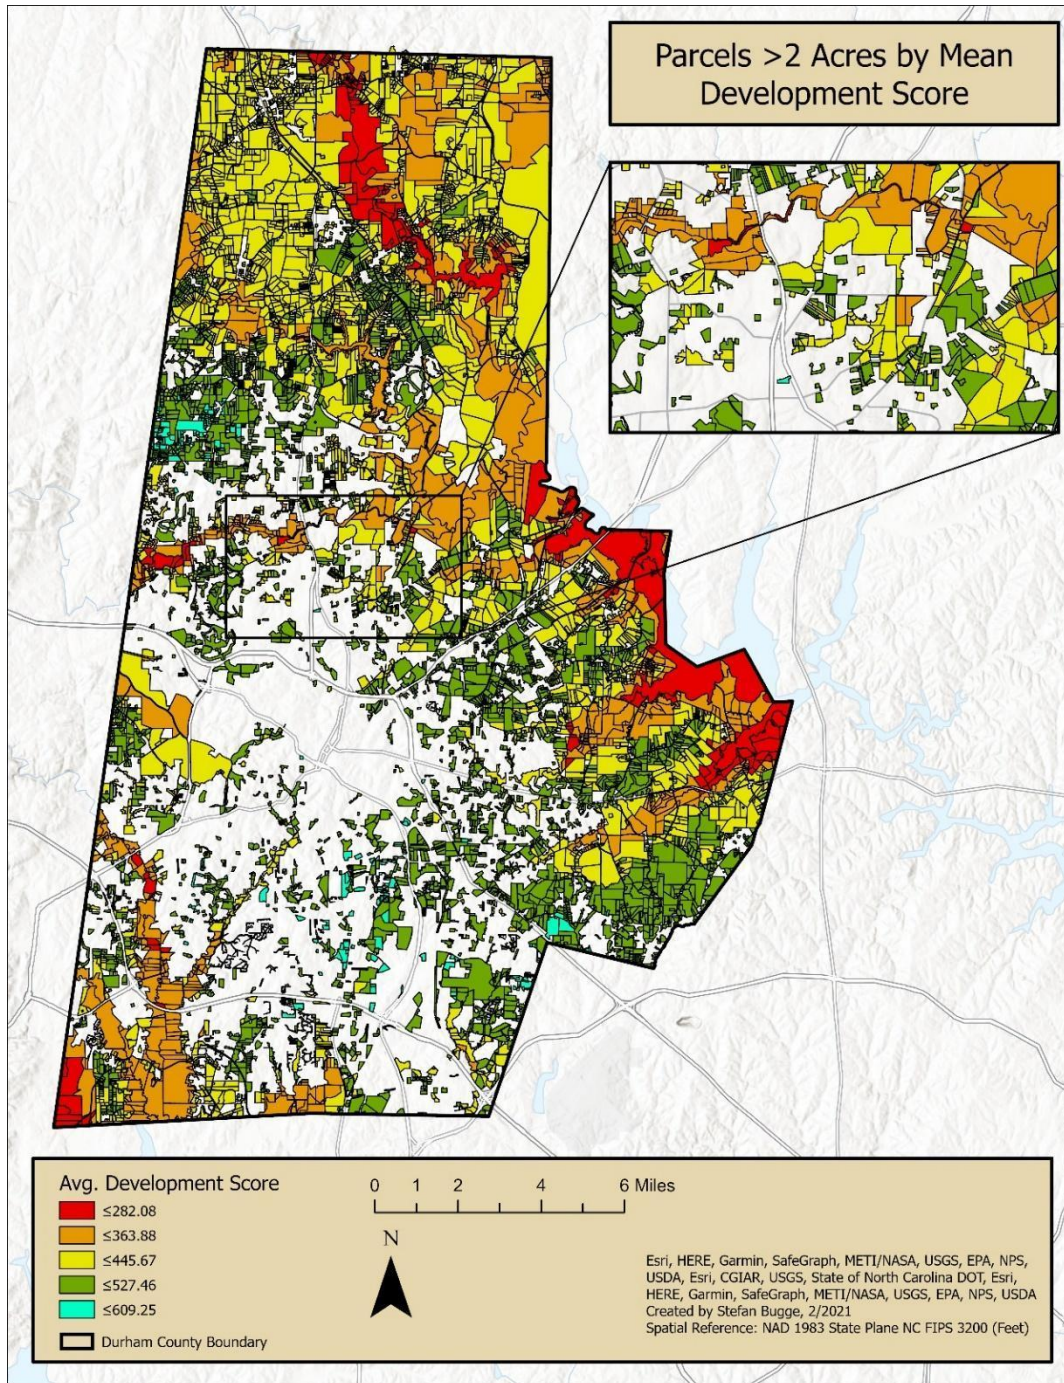 Parcels >2 Acres by Mean
Development Score
Avg. Development Score
≤282.08
≤363.88
≤445.67
≤527.46
≤609.25
Durham County Boundary
0 1 2 4 6 Miles
N
Esri, HERE, Garmin, SafeGraph, METI/NASA, USGS, EPA, NPS,
USDA, Esri, CGIAR, USGS, State of North Carolina DOT, Esri,
HERE, Garmin, SafeGraph, METI/NASA, USGS, EPA, NPS, USDA
Created by Stefan Bugge, 2/2021
Spatial Reference: NAD 1983 State Plane NC FIPS 3200 (Feet)